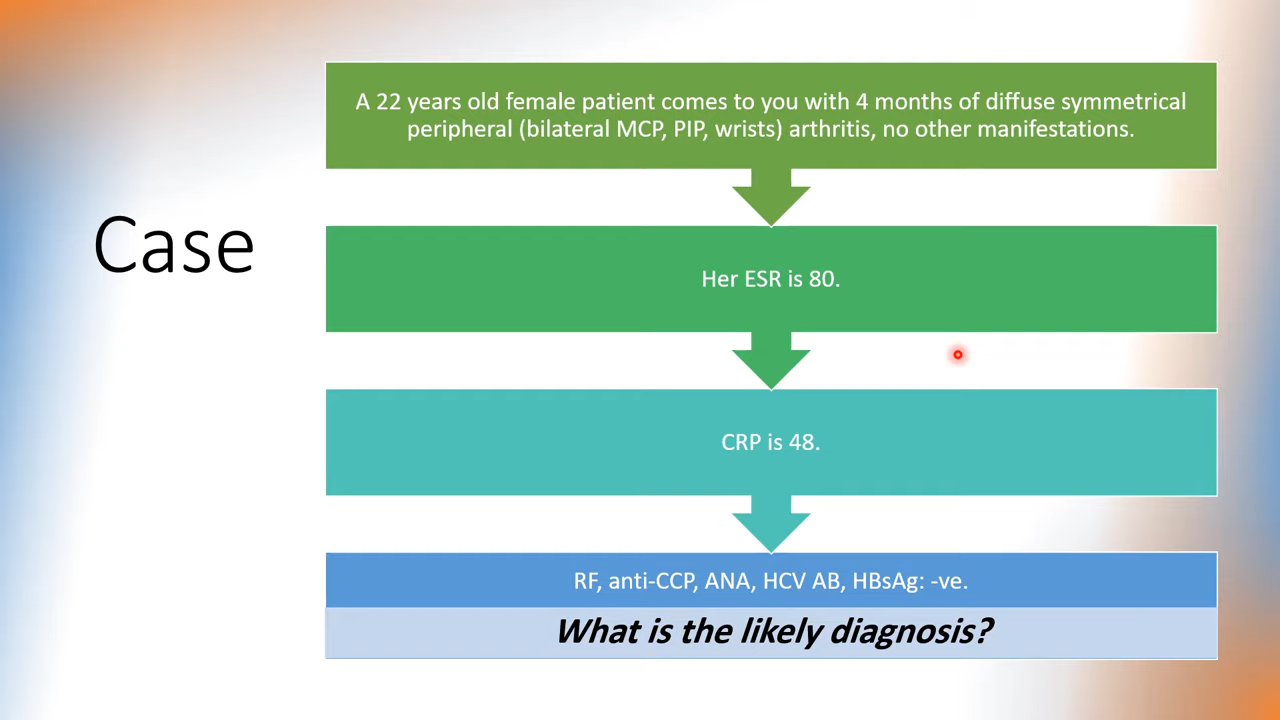 Case
A 22 years old female patient comes to you with 4 months of diffuse symmetrical
peripheral (bilateral MCP, PIP, wrists) arthritis, no other manifestations.
Her ESR is 80.
CRP is 48.
RF, anti-CCP, ANA, HCV AB, HBsAg: -ve.
What is the likely diagnosis?